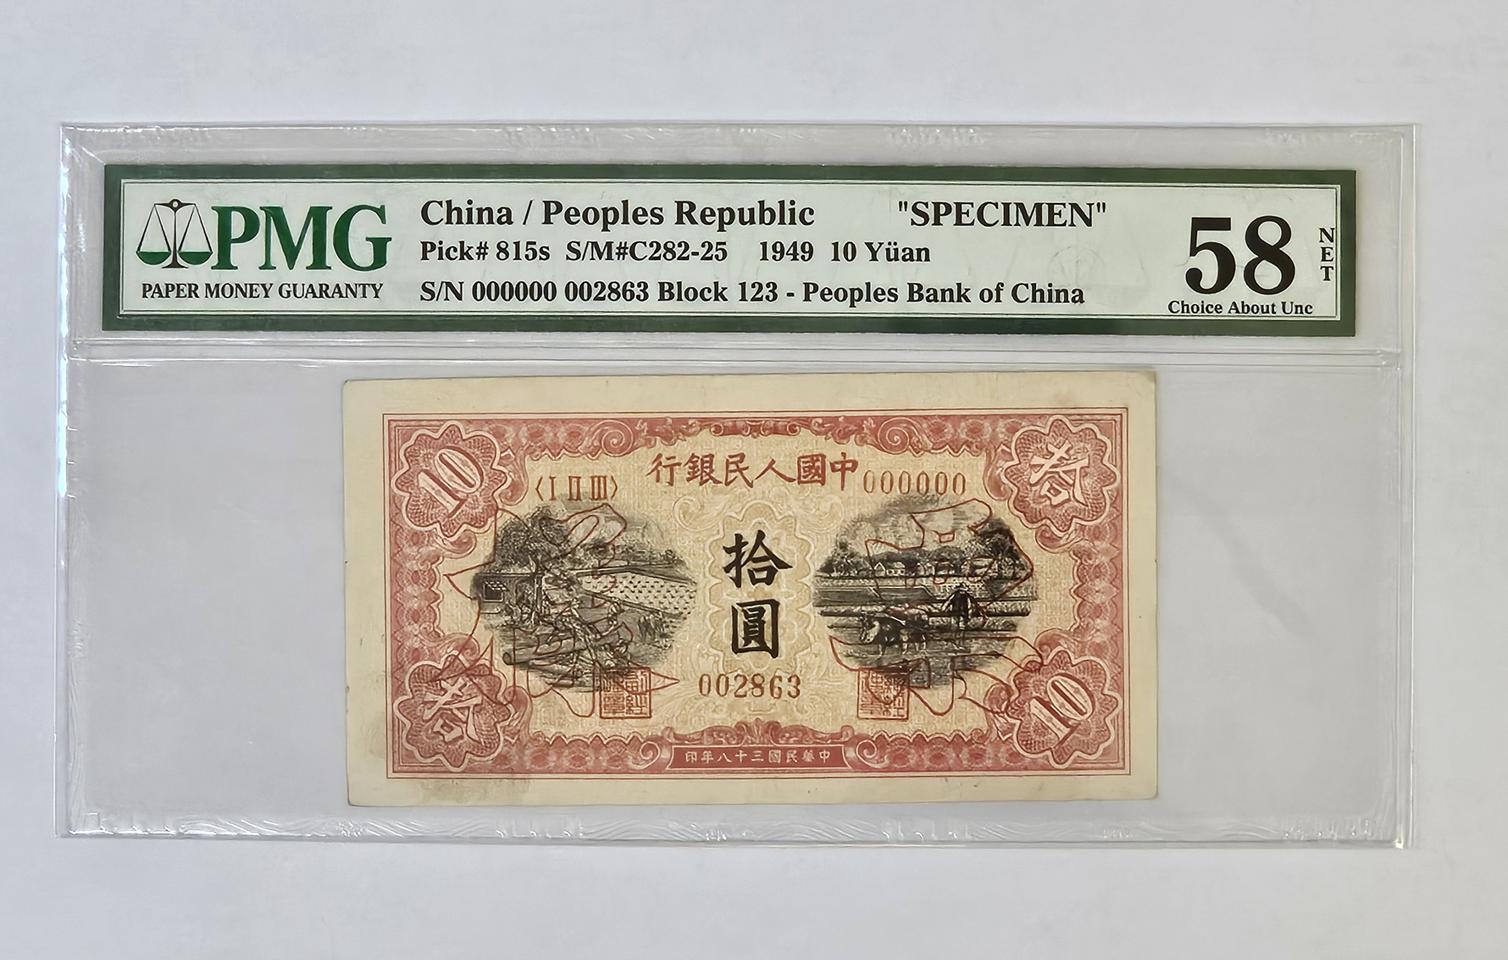 PMG
PAPER MONEY GUARANTY
China / Peoples Republic "SPECIMEN"
Pick# 815s S/M#C282-25 1949 10 Yüan
S/N 000000 002863 Block 123 - Peoples Bank of China
58
NET
Choice About Unc
行銀民人國中
10
拾
〈I II III〉
000000
拾
圓
002863
拾
10
印年八十三國民華中